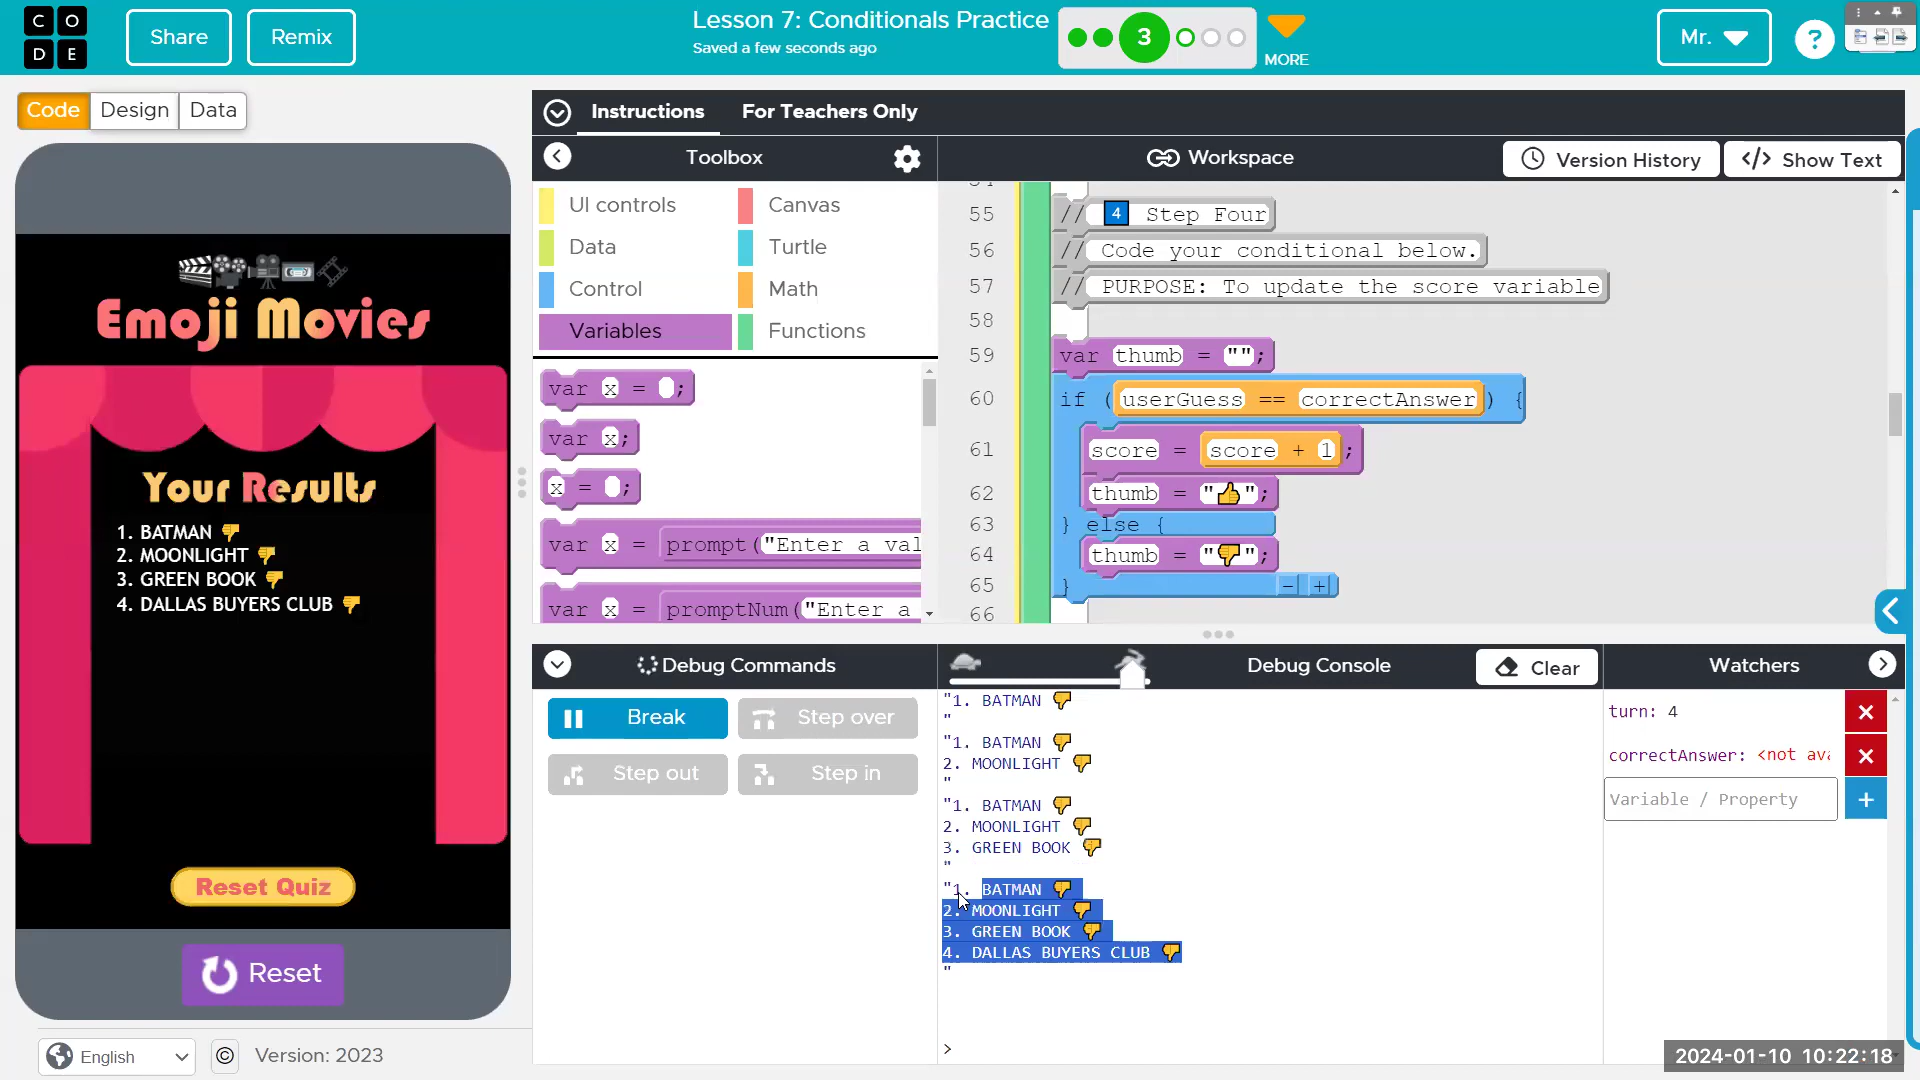 CO
DE
Share
Remix
Lesson 7: Conditionals Practice
Saved a few seconds ago
3
MORE
Mr.
?
Code
Design
Data
Instructions
For Teachers Only
Toolbox
Workspace
Version History
</> Show Text
UI controls
Canvas
Data
Turtle
Control
Math
Variables
Functions
var x = ;
var x;
x = ;
var x = prompt("Enter a val
var x = promptNum("Enter a
55 // 4️⃣ Step Four
56 // Code your conditional below.
57 // PURPOSE: To update the score variable
58
59 var thumb = "";
60 if (userGuess == correctAnswer) {
61 score = score + 1;
62 thumb = "👍";
63 } else {
64 thumb = "👎";
65 } - +
66
Emoji Movies
Your Results
1. BATMAN 👎
2. MOONLIGHT 👎
3. GREEN BOOK 👎
4. DALLAS BUYERS CLUB 👎
Reset Quiz
Reset
English
©
Version: 2023
Debug Commands
Break
Step over
Step out
Step in
Debug Console
Clear
"1. BATMAN 👎
"
"1. BATMAN 👎
2. MOONLIGHT 👎
"
"1. BATMAN 👎
2. MOONLIGHT 👎
3. GREEN BOOK 👎
"
"1. BATMAN 👎
2. MOONLIGHT 👎
3. GREEN BOOK 👎
4. DALLAS BUYERS CLUB 👎
"
>
Watchers
turn: 4
correctAnswer: <not ava
Variable / Property
2024-01-10 10:22:18